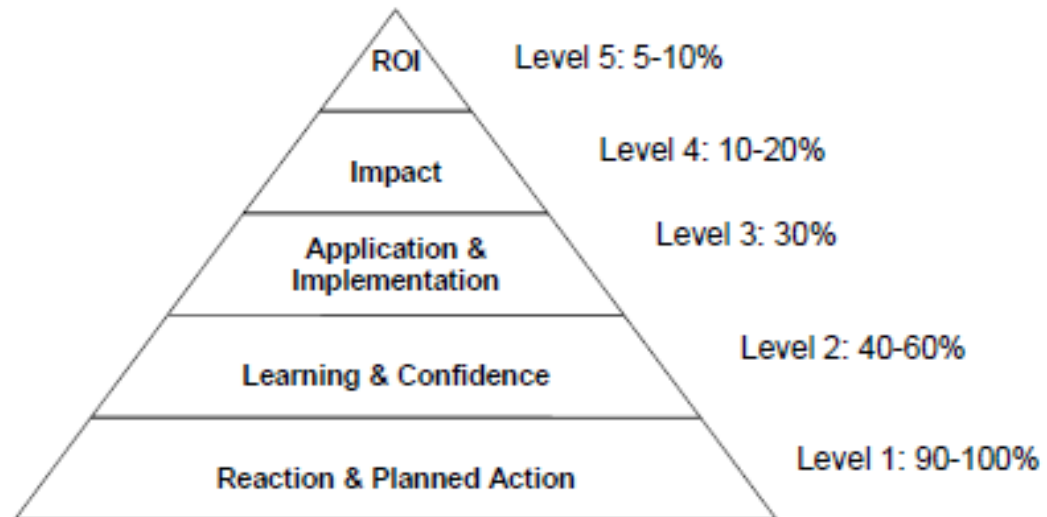 ROI
Level 5: 5-10%
Impact
Level 4: 10-20%
Application &
Implementation
Level 3: 30%
Learning & Confidence
Level 2: 40-60%
Reaction & Planned Action
Level 1: 90-100%